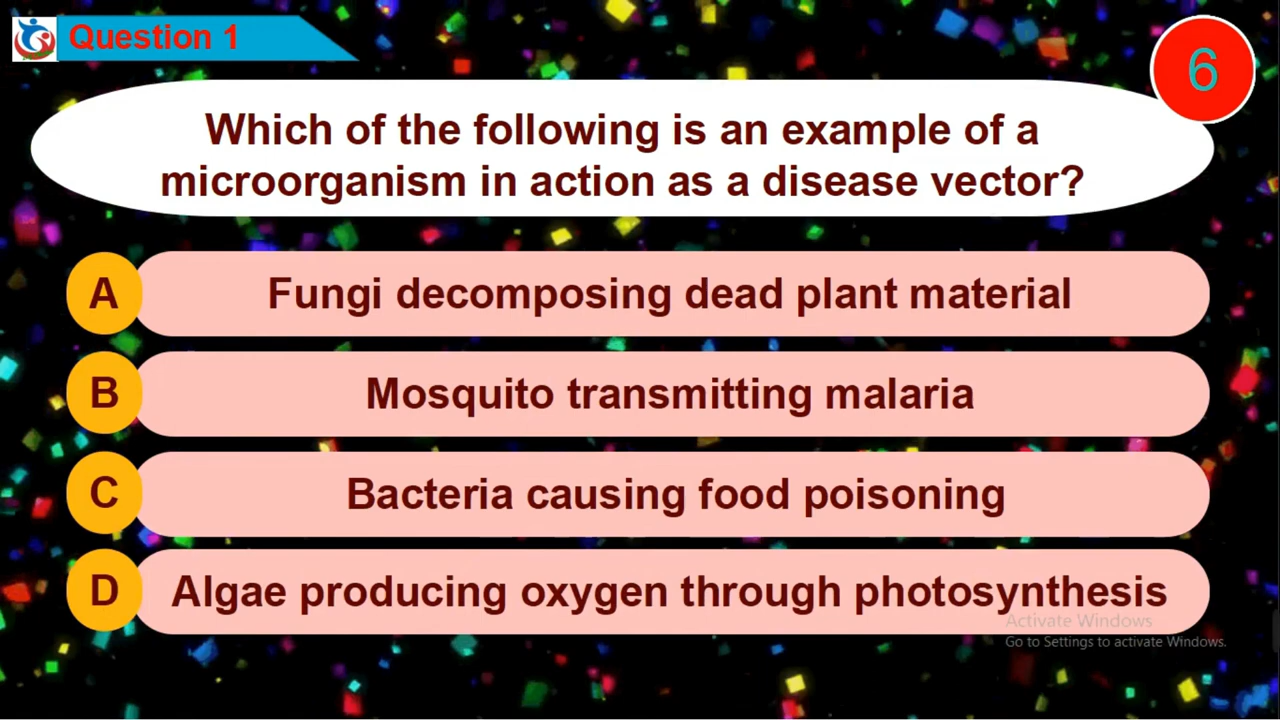 Question 1
6
Which of the following is an example of a
microorganism in action as a disease vector?
A
Fungi decomposing dead plant material
B
Mosquito transmitting malaria
C
Bacteria causing food poisoning
D
Algae producing oxygen through photosynthesis
Activate Windows
Go to Settings to activate Windows.